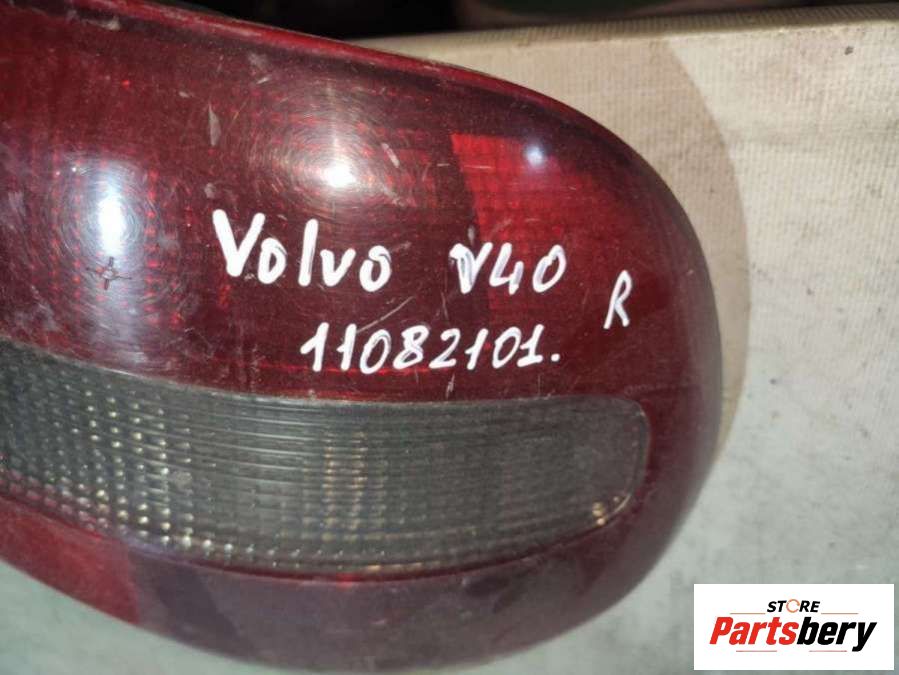 Volvo V40
R
11082101.
STORE
Partsbery